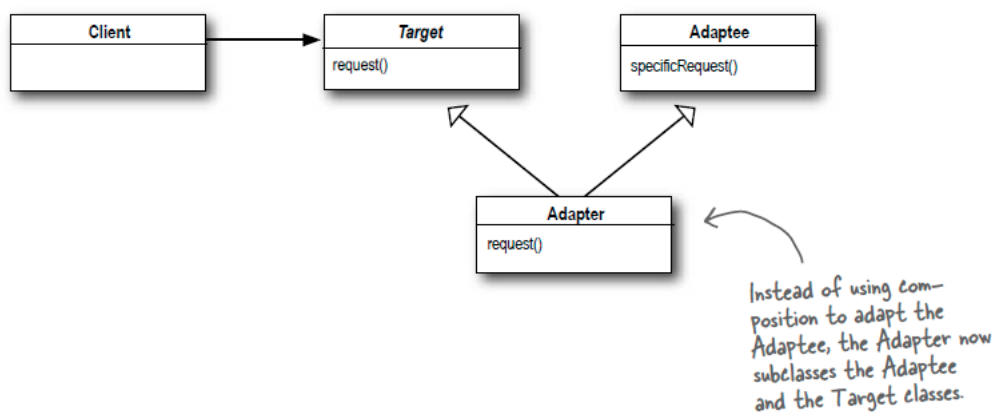 Client
Target
request()
Adaptee
specificRequest()
Adapter
request()
Instead of using com-
position to adapt the
Adaptee, the Adapter now
subclasses the Adaptee
and the Target classes.